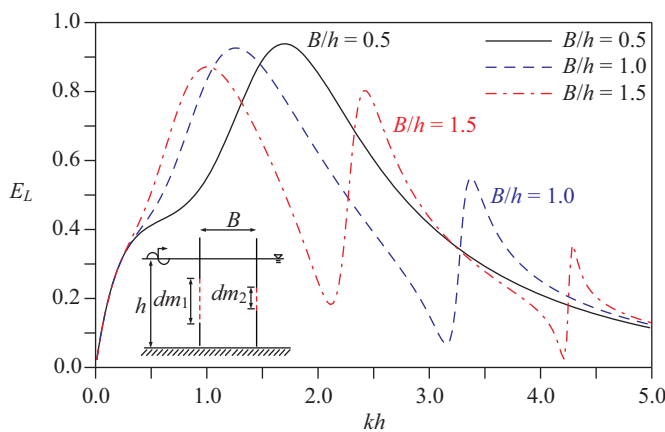 1.0
0.8
0.6
0.4
0.2
0.0
E_L
0.0 1.0 2.0 3.0 4.0 5.0
kh
B/h = 0.5
B/h = 1.5
B/h = 1.0
B/h = 0.5
B/h = 1.0
B/h = 1.5
B
h
dm₁
dm₂